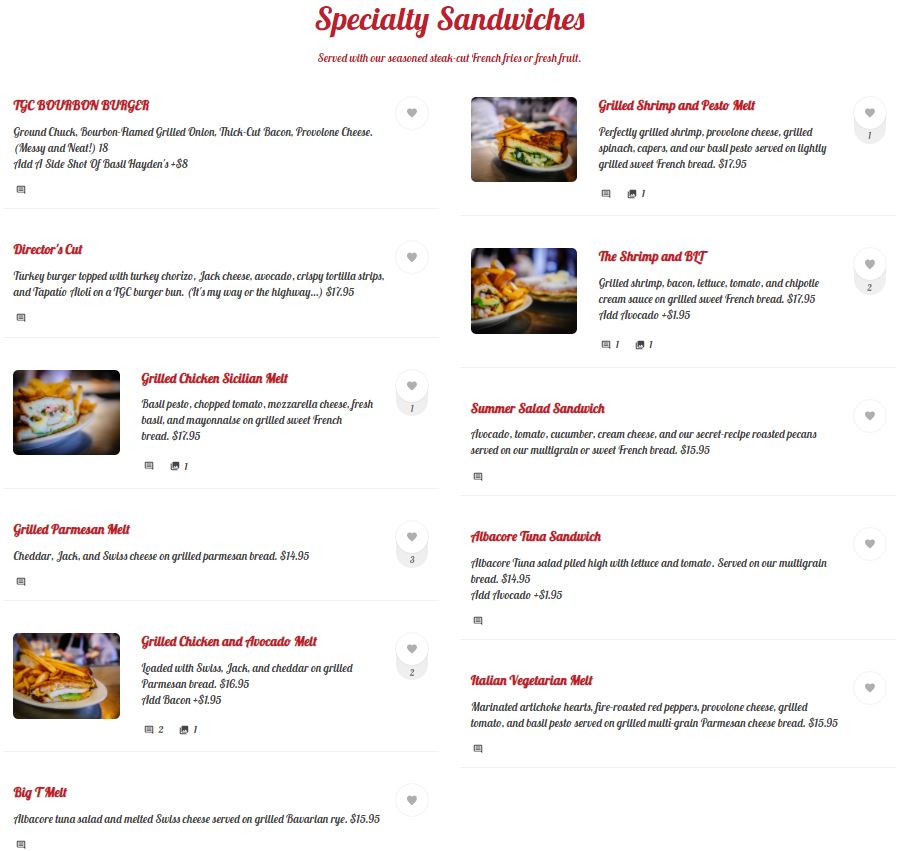 Specialty Sandwiches
Served with our seasoned steak-cut French fries or fresh fruit.
TGC BOURBON BURGER
Ground Chuck, Bourbon-Flamed Grilled Onion, Thick-Cut Bacon, Provolone Cheese.
(Messy and Neat!) 18
Add A Side Shot Of Basil Hayden's +$8
Director's Cut
Turkey burger topped with turkey chorizo, Jack cheese, avocado, crispy tortilla strips,
and Tapatío Aloli on a TGC burger bun. (It's my way or the highway...) $17.95
Grilled Chicken Sicilian Melt
1
Basil pesto, chopped tomato, mozzarella cheese, fresh
basil, and mayonnaise on grilled sweet French
bread. $17.95
1
Grilled Parmesan Melt
3
Cheddar, Jack, and Swiss cheese on grilled parmesan bread. $14.95
Grilled Chicken and Avocado Melt
2
Loaded with Swiss, Jack, and cheddar on grilled
Parmesan bread. $16.95
Add Bacon +$1.95
2 1
Big T Melt
Albacore tuna salad and melted Swiss cheese served on grilled Bavarian rye. $15.95
Grilled Shrimp and Pesto Melt
1
Perfectly grilled shrimp, provolone cheese, grilled
spinach, capers, and our basil pesto served on lightly
grilled sweet French bread. $17.95
1
The Shrimp and BLT
2
Grilled shrimp, bacon, lettuce, tomato, and chipotle
cream sauce on grilled sweet French bread. $17.95
Add Avocado +$1.95
1 1
Summer Salad Sandwich
Avocado, tomato, cucumber, cream cheese, and our secret-recipe roasted pecans
served on our multigrain or sweet French bread. $15.95
Albacore Tuna Sandwich
Albacore Tuna salad piled high with lettuce and tomato. Served on our multigrain
bread. $14.95
Add Avocado +$1.95
Italian Vegetarian Melt
Marinated artichoke hearts, fire-roasted red peppers, provolone cheese, grilled
tomato, and basil pesto served on grilled multi-grain Parmesan cheese bread. $15.95